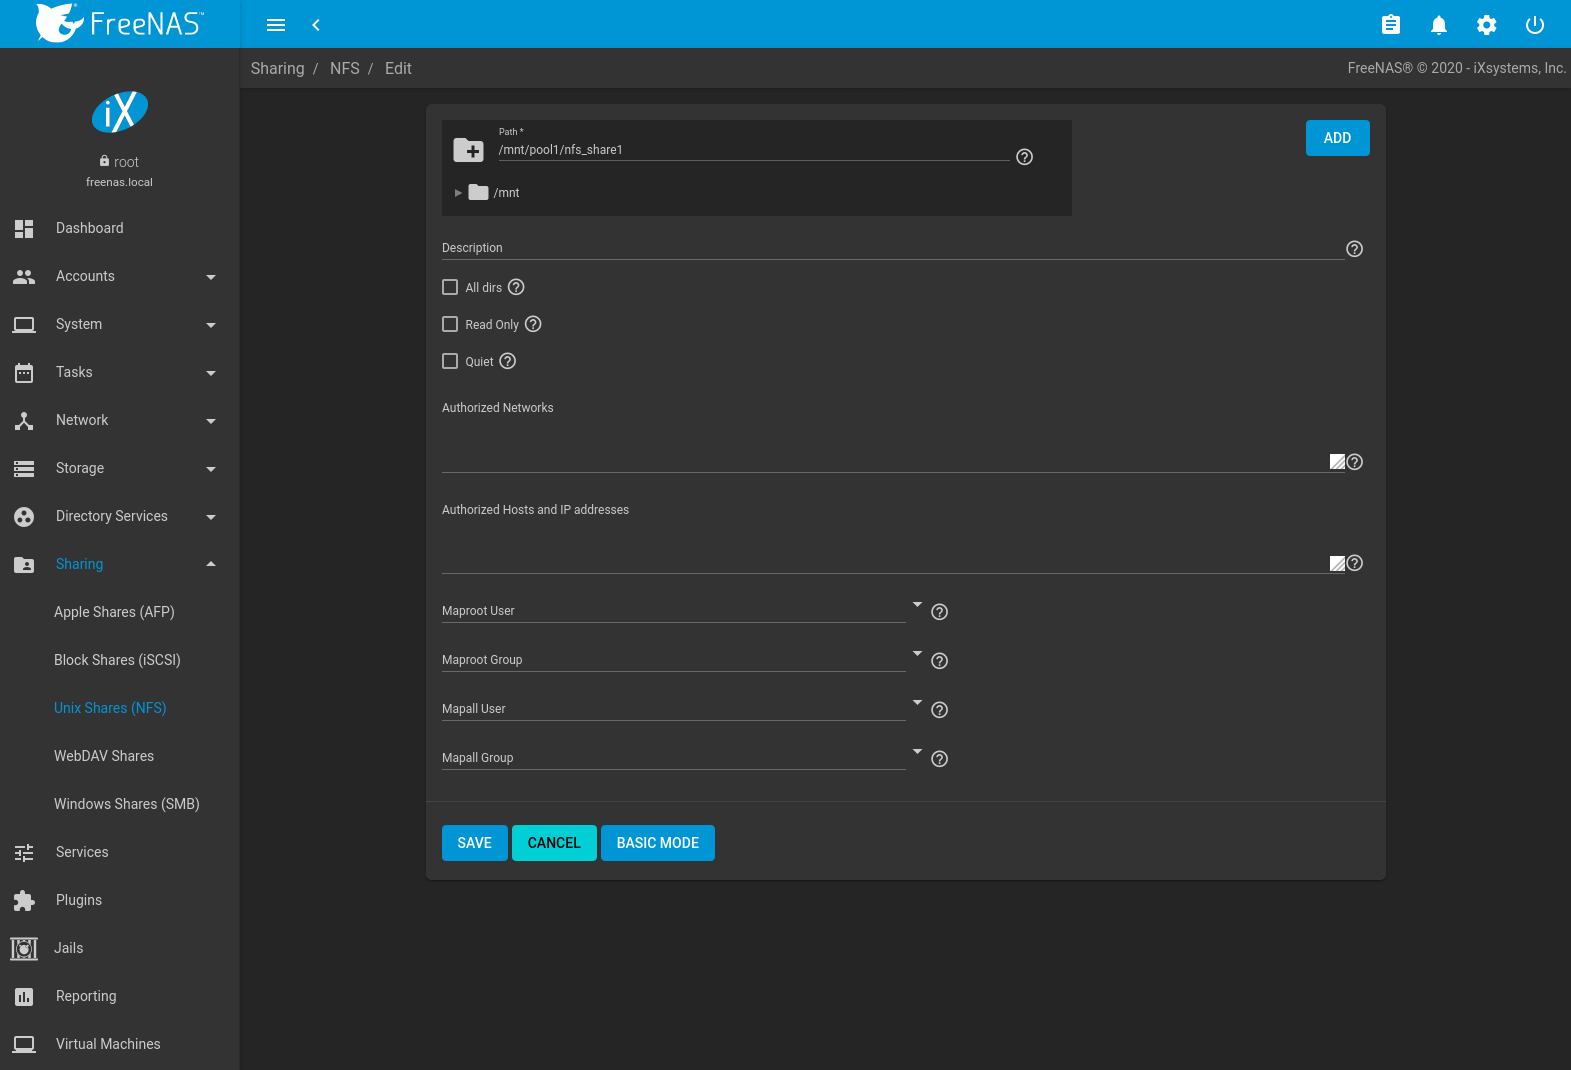 FreeNAS™
Sharing / NFS / Edit
FreeNAS® © 2020 - iXsystems, Inc.
iX
root
freenas.local
Dashboard
Accounts
System
Tasks
Network
Storage
Directory Services
Sharing
Apple Shares (AFP)
Block Shares (iSCSI)
Unix Shares (NFS)
WebDAV Shares
Windows Shares (SMB)
Services
Plugins
Jails
Reporting
Virtual Machines
Path *
/mnt/pool1/nfs_share1
/mnt
ADD
Description
All dirs
Read Only
Quiet
Authorized Networks
Authorized Hosts and IP addresses
Maproot User
Maproot Group
Mapall User
Mapall Group
SAVE CANCEL BASIC MODE